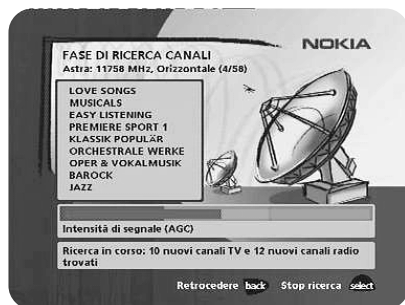 NOKIA
FASE DI RICERCA CANALI
Astra: 11758 MHz, Orizzontale (4/58)
LOVE SONGS
MUSICALS
EASY LISTENING
PREMIERE SPORT 1
KLASSIK POPULÄR
ORCHESTRALE WERKE
OPER & VOKALMUSIK
BAROCK
JAZZ
Intensità di segnale (AGC)
Ricerca in corso: 10 nuovi canali TV e 12 nuovi canali radio
trovati
Retrocedere back Stop ricerca select